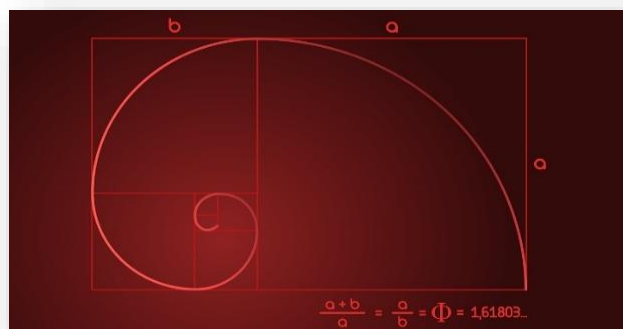 b a
a
a + b / a = a / b = Φ = 1,61803...